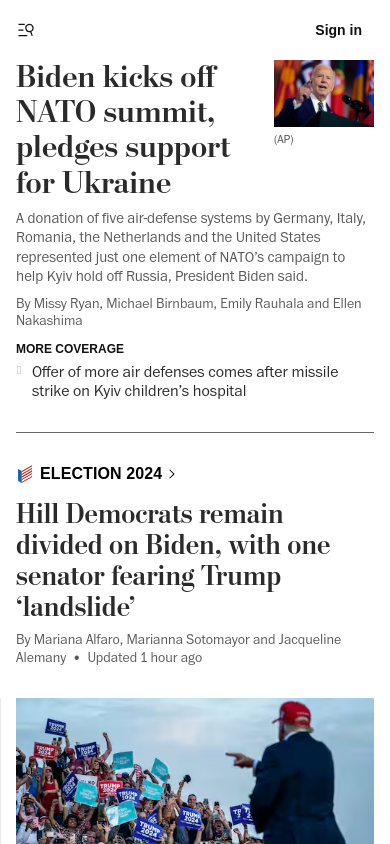 Sign in
Biden kicks off
NATO summit,
pledges support
for Ukraine
(AP)
A donation of five air-defense systems by Germany, Italy,
Romania, the Netherlands and the United States
represented just one element of NATO’s campaign to
help Kyiv hold off Russia, President Biden said.
By Missy Ryan, Michael Birnbaum, Emily Rauhala and Ellen
Nakashima
MORE COVERAGE
Offer of more air defenses comes after missile
strike on Kyiv children’s hospital
ELECTION 2024
Hill Democrats remain
divided on Biden, with one
senator fearing Trump
‘landslide’
By Mariana Alfaro, Marianna Sotomayor and Jacqueline
Alemany • Updated 1 hour ago
TRUMP
TRUMP
TRUMP
TRUMP
TRUMP
TRUMP